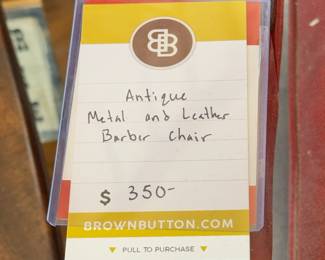 BB
Antique
Metal and Leather
Barber Chair
$ 350-
BROWNBUTTON.COM
PULL TO PURCHASE